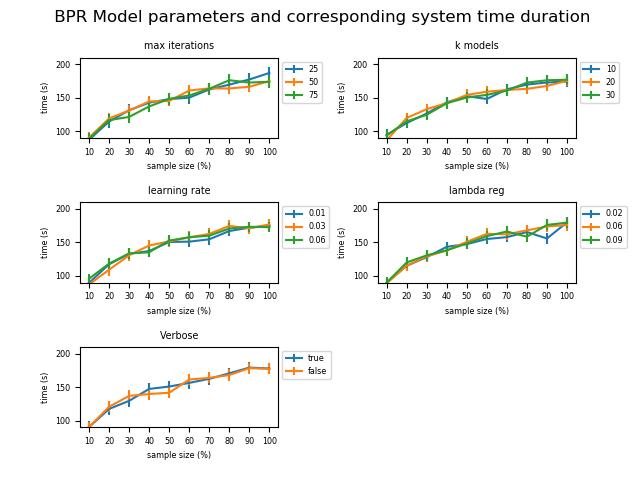 BPR Model parameters and corresponding system time duration
max iterations
time (s)
200
150
100
10 20 30 40 50 60 70 80 90 100
sample size (%)
25
50
75
k models
time (s)
200
150
100
10 20 30 40 50 60 70 80 90 100
sample size (%)
10
20
30
learning rate
time (s)
200
150
100
10 20 30 40 50 60 70 80 90 100
sample size (%)
0.01
0.03
0.06
lambda reg
time (s)
200
150
100
10 20 30 40 50 60 70 80 90 100
sample size (%)
0.02
0.06
0.09
Verbose
time (s)
200
150
100
10 20 30 40 50 60 70 80 90 100
sample size (%)
true
false